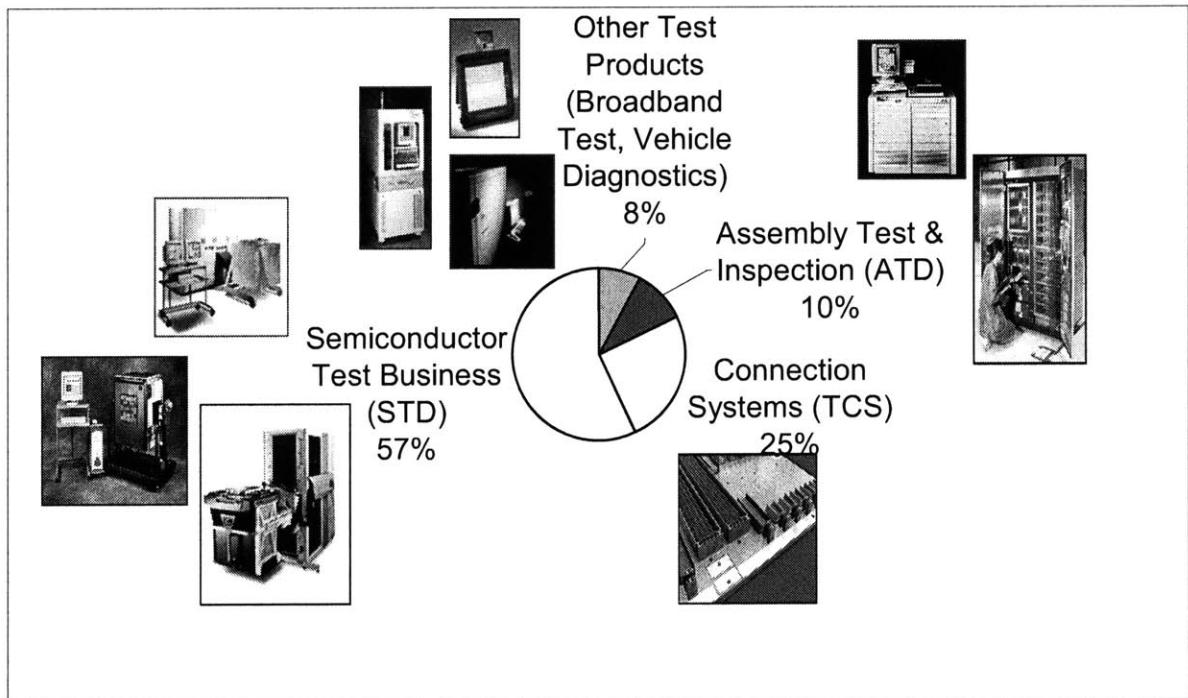 Other Test
Products
(Broadband
Test, Vehicle
Diagnostics)
8%
Assembly Test &
Inspection (ATD)
10%
Semiconductor
Test Business
(STD)
57%
Connection
Systems (TCS)
25%